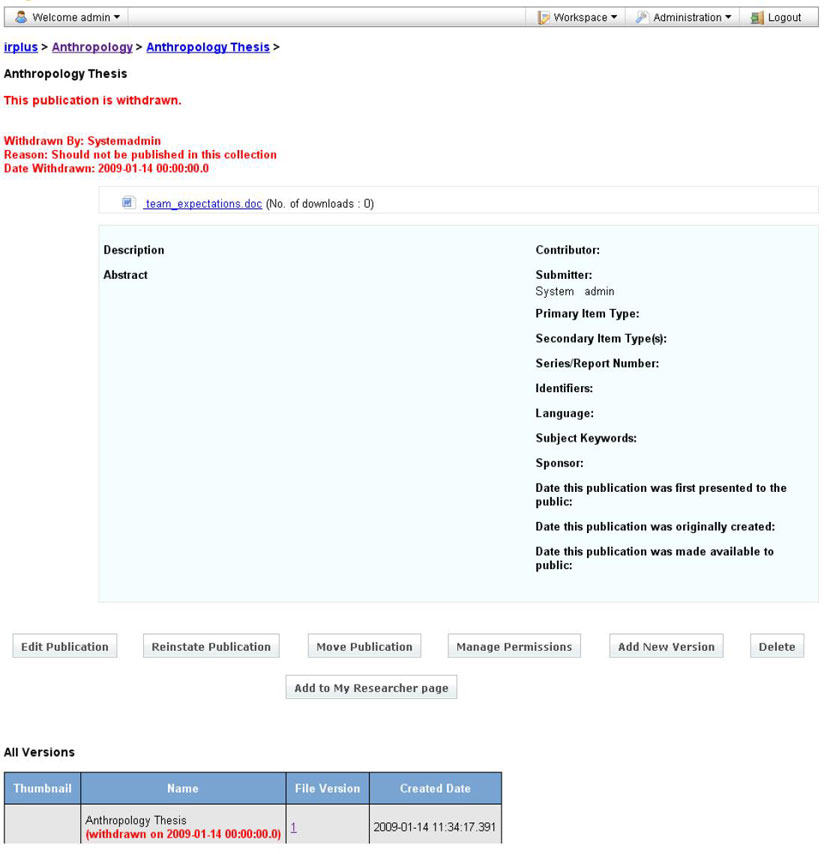 Welcome admin Workspace Administration Logout
irplus > Anthropology > Anthropology Thesis >
Anthropology Thesis
This publication is withdrawn.
Withdrawn By: Systemadmin
Reason: Should not be published in this collection
Date Withdrawn: 2009-01-14 00:00:00.0
team_expectations.doc (No. of downloads : 0)
Description
Abstract
Contributor:
Submitter:
System admin
Primary Item Type:
Secondary Item Type(s):
Series/Report Number:
Identifiers:
Language:
Subject Keywords:
Sponsor:
Date this publication was first presented to the
public:
Date this publication was originally created:
Date this publication was made available to
public:
Edit Publication Reinstate Publication Move Publication Manage Permissions Add New Version Delete
Add to My Researcher page
All Versions
Thumbnail Name File Version Created Date
Anthropology Thesis
(withdrawn on 2009-01-14 00:00:00.0) 1 2009-01-14 11:34:17.391